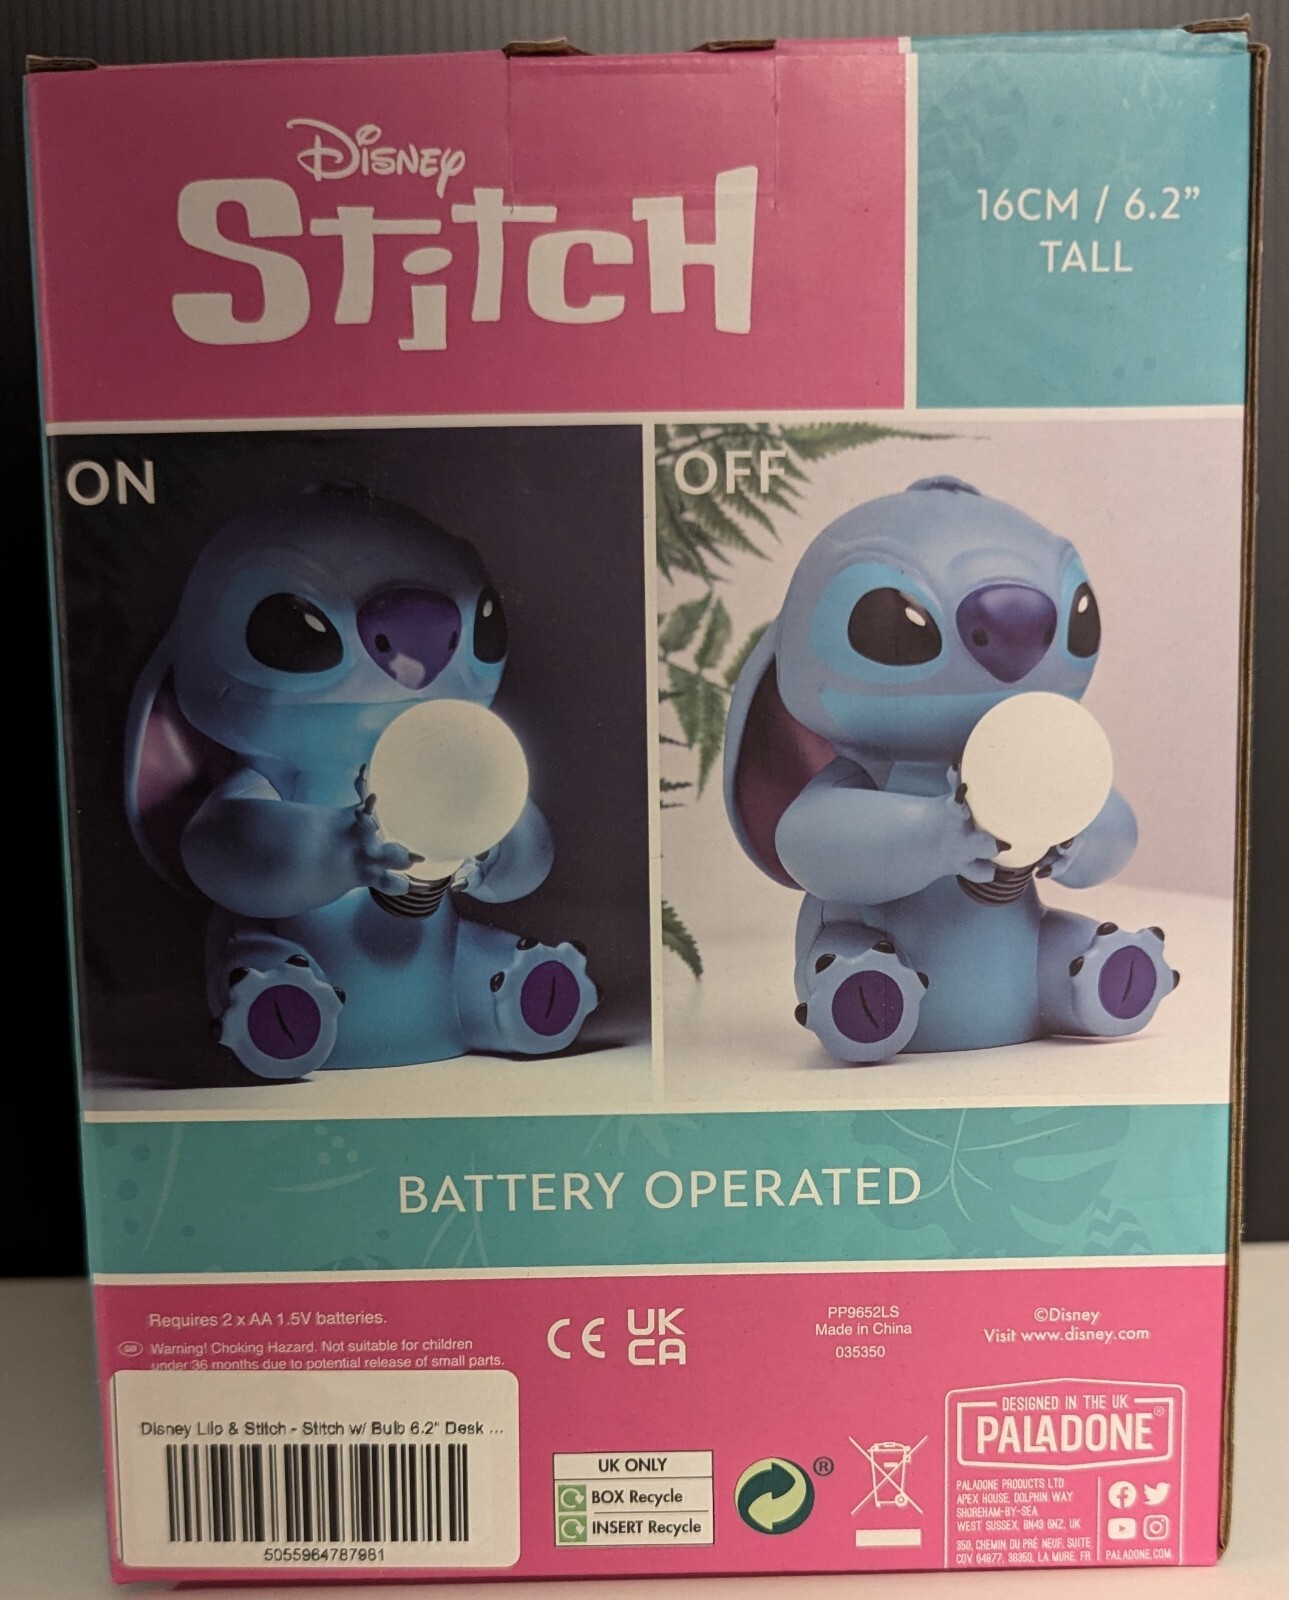 Disney
Stitch
16CM / 6.2”
TALL
ON
OFF
BATTERY OPERATED
Requires 2 x AA 1.5V batteries.
GB Warning! Choking Hazard. Not suitable for children
under 36 months due to potential release of small parts.
CE UK
CA
PP9652LS
Made in China
035350
©Disney
Visit www.disney.com
Disney Lilo & Stitch - Stitch w/ Bulb 6.2" Desk ...
5055964787981
UK ONLY
BOX Recycle
INSERT Recycle
®
DESIGNED IN THE UK
PALADONE®
PALADONE PRODUCTS LTD
APEX HOUSE, DOLPHIN WAY
SHOREHAM-BY-SEA
WEST SUSSEX, BN43 6NZ, UK
350, CHEMIN DU PRÉ NEUF, SUITE
COV 64877, 38350, LA MURE, FR
PALADONE.COM